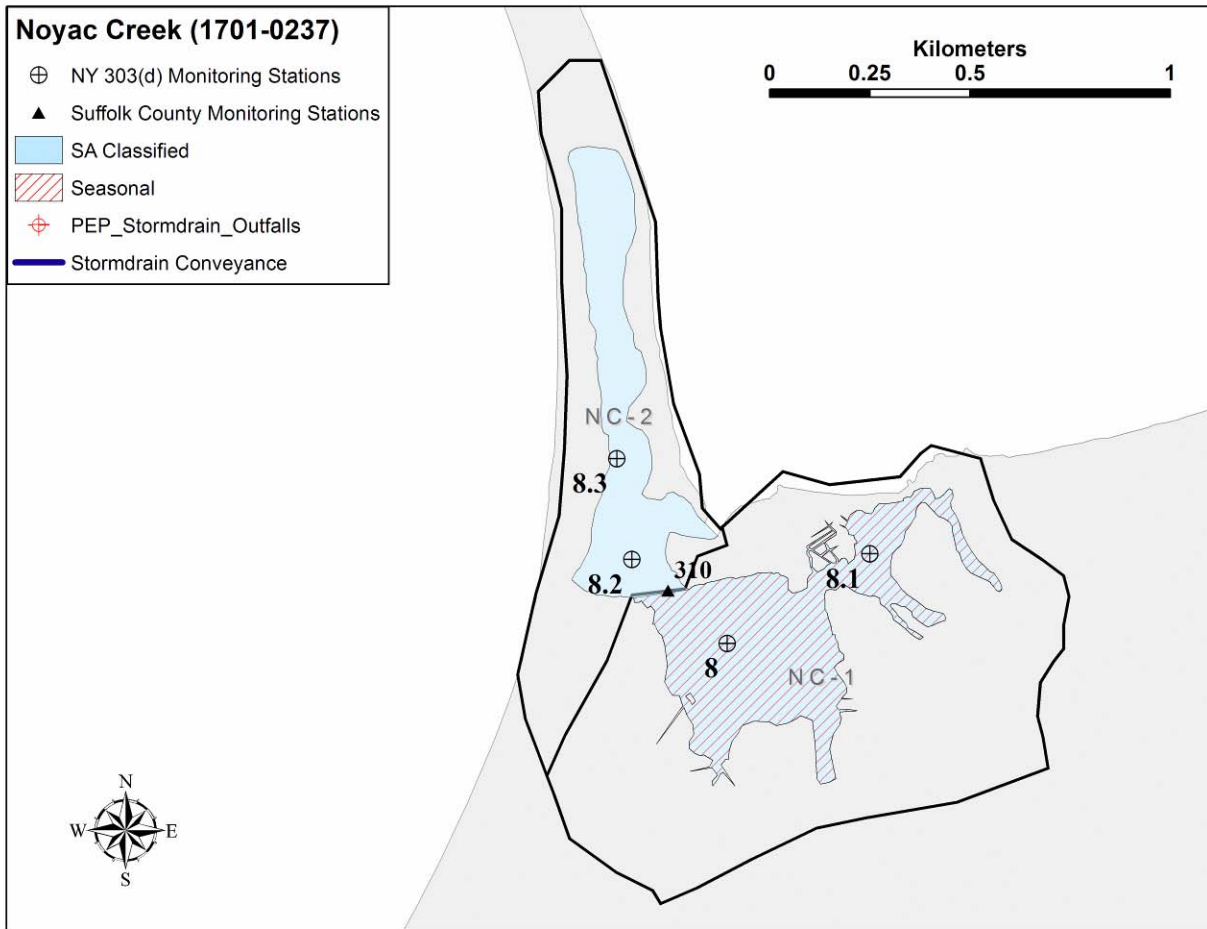 Noyac Creek (1701-0237)
NY 303(d) Monitoring Stations
Suffolk County Monitoring Stations
SA Classified
Seasonal
PEP_Stormdrain_Outfalls
Stormdrain Conveyance
Kilometers
0 0.25 0.5 1
NC-2
8.3
8.2
310
8.1
8
NC-1
N
W E
S